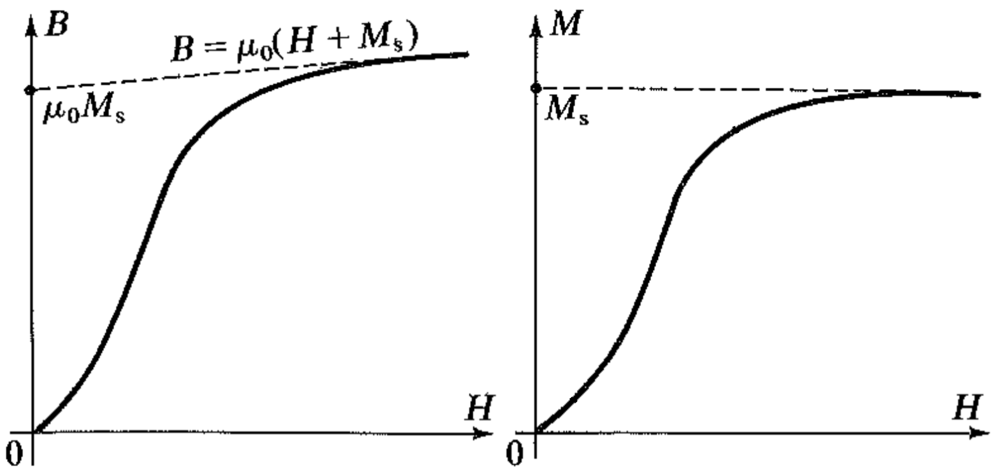 B
B = μ₀(H + Mₛ)
μ₀Mₛ
H
0
M
Mₛ
H
0